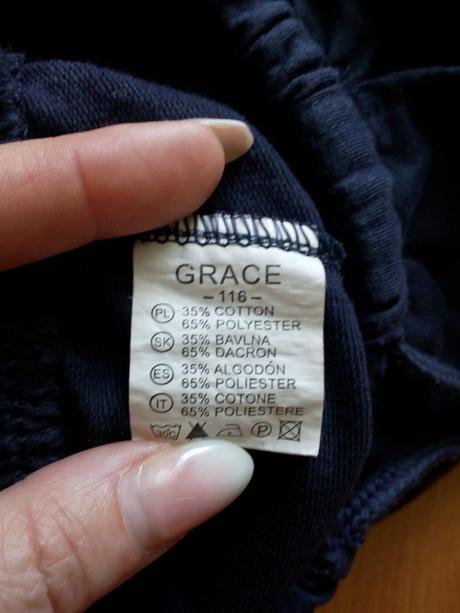 GRACE
-116-
PL 35% COTTON
65% POLYESTER
SK 35% BAVLNA
65% DACRON
ES 35% ALGODÓN
65% POLIESTER
IT 35% COTONE
65% POLIESTERE
30C P